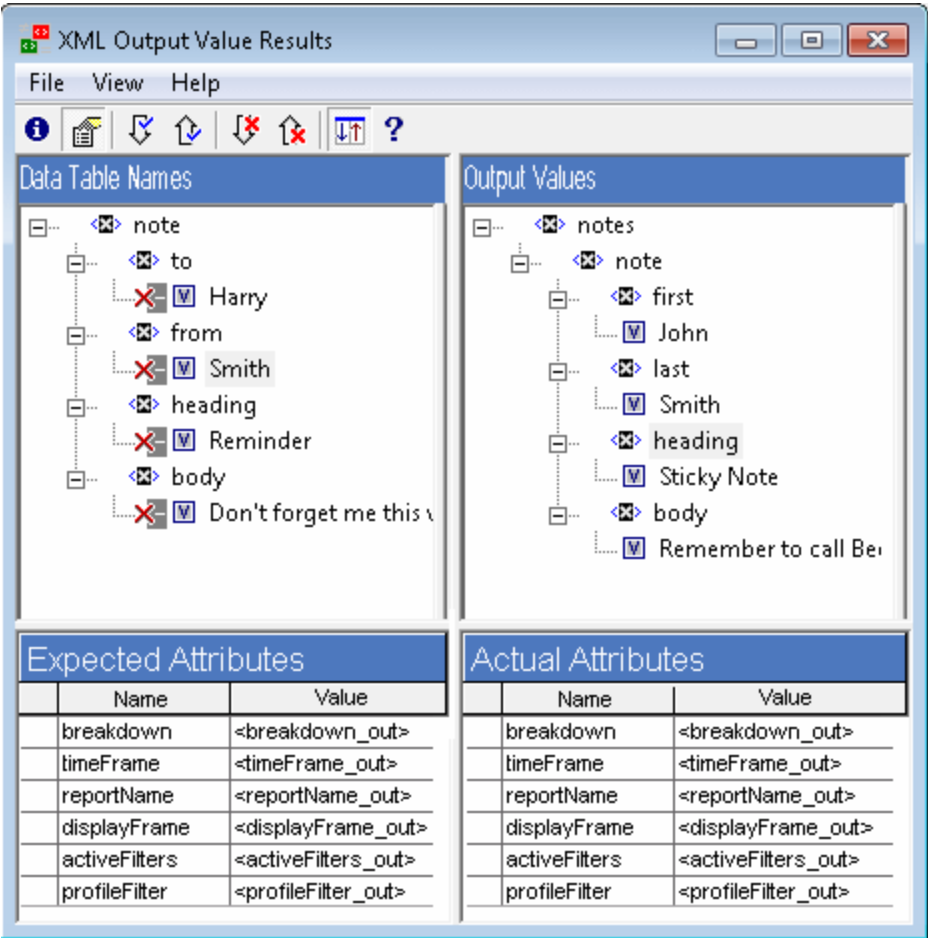 XML Output Value Results
File View Help
Data Table Names
note
to
Harry
from
Smith
heading
Reminder
body
Don't forget me this
Output Values
notes
note
first
John
last
Smith
heading
Sticky Note
body
Remember to call
Expected Attributes
Name Value
breakdown <breakdown_out>
timeFrame <timeFrame_out>
reportName <reportName_out>
displayFrame <displayFrame_out>
activeFilters <activeFilters_out>
profileFilter <profileFilter_out>
Actual Attributes
Name Value
breakdown <breakdown_out>
timeFrame <timeFrame_out>
reportName <reportName_out>
displayFrame <displayFrame_out>
activeFilters <activeFilters_out>
profileFilter <profileFilter_out>